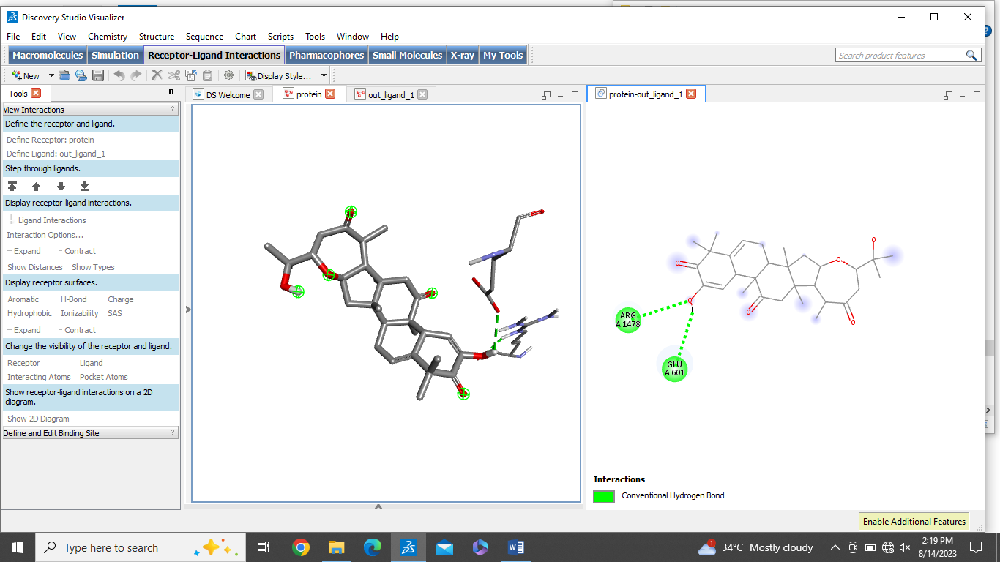 Discovery Studio Visualizer
File Edit View Chemistry Structure Sequence Chart Scripts Tools Window Help
Macromolecules Simulation Receptor-Ligand Interactions Pharmacophores Small Molecules X-ray My Tools
Search product features
New Display Style...
Tools
DS Welcome protein out_ligand_1
protein-out_ligand_1
View Interactions ?
Define the receptor and ligand.
Define Receptor: protein
Define Ligand: out_ligand_1
Step through ligands.
Display receptor-ligand interactions.
Ligand Interactions
Interaction Options...
+ Expand - Contract
Show Distances Show Types
Display receptor surfaces.
Aromatic H-Bond Charge
Hydrophobic Ionizability SAS
+ Expand - Contract
Change the visibility of the receptor and ligand.
Receptor Ligand
Interacting Atoms Pocket Atoms
Show receptor-ligand interactions on a 2D
diagram.
Show 2D Diagram
Define and Edit Binding Site ?
O
O
O
O
H
O
O
ARG
A:1478
GLU
A:601
Interactions
Conventional Hydrogen Bond
Enable Additional Features
Type here to search
1
34°C Mostly cloudy
2:19 PM
8/14/2023